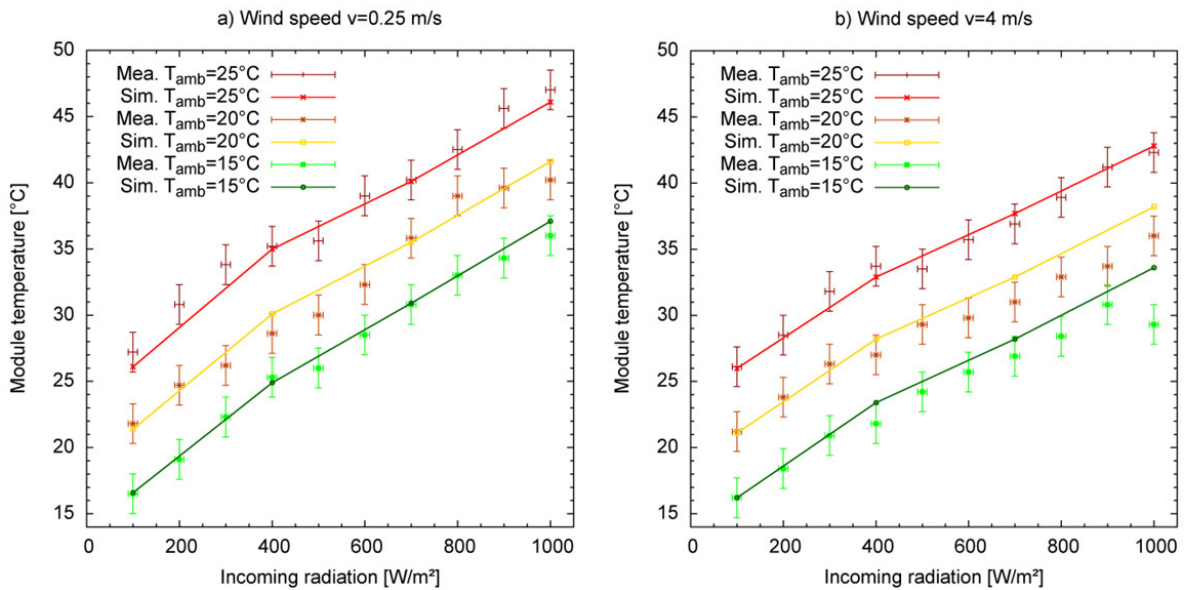 a) Wind speed v=0.25 m/s
50
45
40
35
30
25
20
15
Module temperature [°C]
Mea. Tamb=25°C
Sim. Tamb=25°C
Mea. Tamb=20°C
Sim. Tamb=20°C
Mea. Tamb=15°C
Sim. Tamb=15°C
0 200 400 600 800 1000
Incoming radiation [W/m²]
b) Wind speed v=4 m/s
50
45
40
35
30
25
20
15
Module temperature [°C]
Mea. Tamb=25°C
Sim. Tamb=25°C
Mea. Tamb=20°C
Sim. Tamb=20°C
Mea. Tamb=15°C
Sim. Tamb=15°C
0 200 400 600 800 1000
Incoming radiation [W/m²]